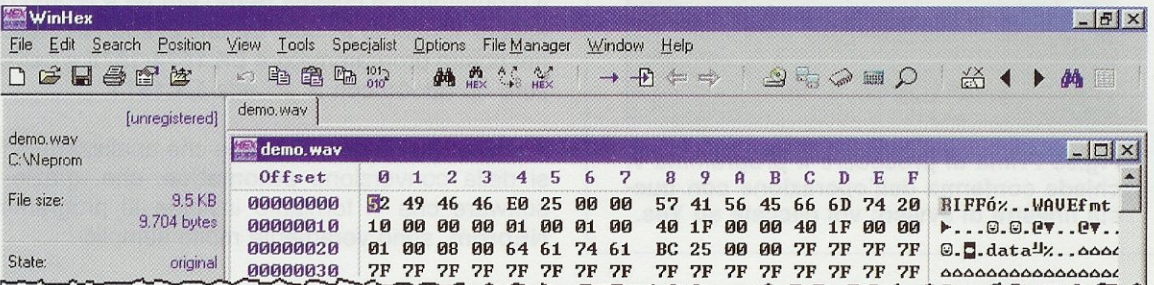 WinHex
File Edit Search Position View Tools Specialist Options File Manager Window Help
[unregistered]
demo.wav
C:\Neprom
File size: 9.5 KB
9.704 bytes
State: original
demo.wav
demo.wav
Offset 0 1 2 3 4 5 6 7 8 9 A B C D E F
00000000 52 49 46 46 E0 25 00 00 57 41 56 45 66 6D 74 20 RIFFó%..WAVEfmt
00000010 10 00 00 00 01 00 01 00 40 1F 00 00 40 1F 00 00 ►...☺.☺.@▼..@▼..
00000020 01 00 08 00 64 61 74 61 BC 25 00 00 7F 7F 7F 7F ☺.◘.data╝%..⌂⌂⌂⌂
00000030 7F 7F 7F 7F 7F 7F 7F 7F 7F 7F 7F 7F 7F 7F 7F 7F ⌂⌂⌂⌂⌂⌂⌂⌂⌂⌂⌂⌂⌂⌂⌂⌂